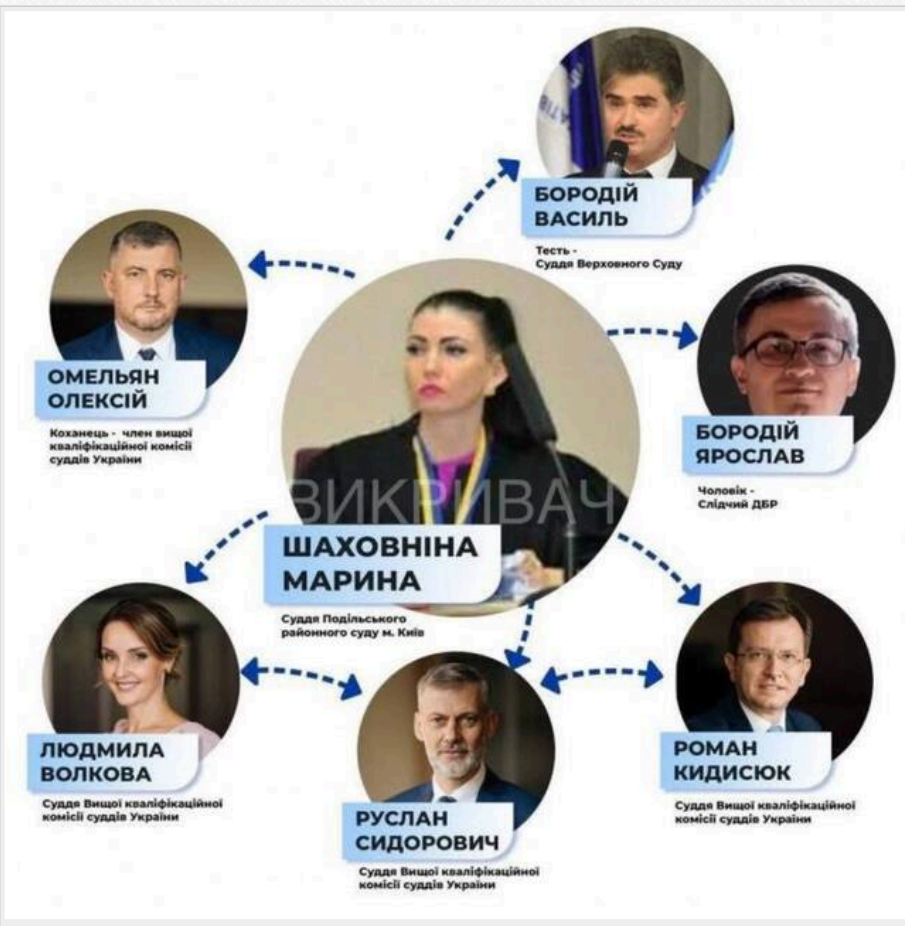 БОРОДІЙ
ВАСИЛЬ
Тесть -
Суддя Верховного Суду
ОМЕЛЬЯН
ОЛЕКСІЙ
Коханець - член вищої
кваліфікаційної комісії
суддів України
БОРОДІЙ
ЯРОСЛАВ
Чоловік -
Слідчий ДБР
ВИКРИВАЧ
ШАХОВНІНА
МАРИНА
Суддя Подільського
районного суду м. Київ
ЛЮДМИЛА
ВОЛКОВА
Суддя Вищої кваліфікаційної
комісії суддів України
РУСЛАН
СИДОРОВИЧ
Суддя Вищої кваліфікаційної
комісії суддів України
РОМАН
КИДИСЮК
Суддя Вищої кваліфікаційної
комісії суддів України